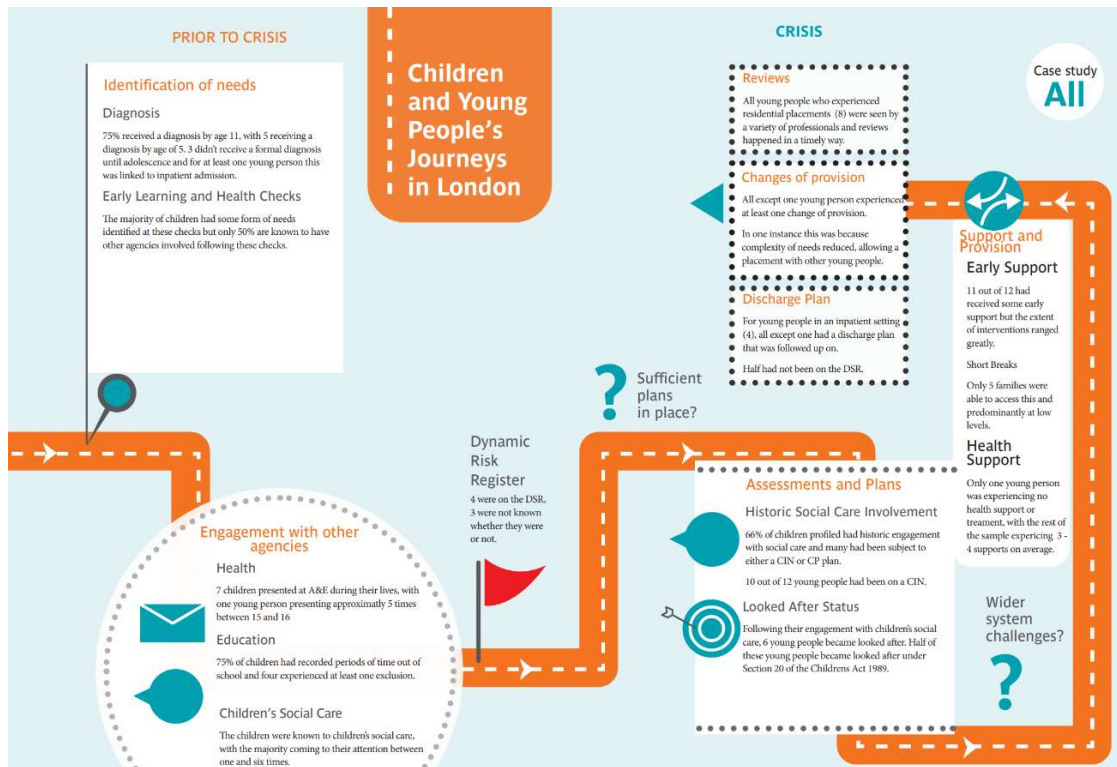 PRIOR TO CRISIS
Identification of needs
Diagnosis
75% received a diagnosis by age 11, with 5 receiving a
diagnosis by age of 5. 3 didn't receive a formal diagnosis
until adolescence and for at least one young person this
was linked to inpatient admission.
Early Learning and Health Checks
The majority of children had some form of needs
identified at these checks but only 50% are known to have
other agencies involved following these checks.
Children
and Young
People's
Journeys
in London
Engagement with other
agencies
Health
7 children presented at A&E during their lives, with
one young person presenting approximatly 5 times
between 15 and 16
Education
75% of children had recorded periods of time out of
school and four experienced at least one exclusion.
Children's Social Care
The children were known to children's social care,
with the majority coming to their attention between
one and six times.
Dynamic
Risk
Register
4 were on the DSR,
3 were not known
whether they were
or not.
?
Sufficient
plans
in place?
Assessments and Plans
Historic Social Care Involvement
66% of children profiled had historic engagement
with social care and many had been subject to
either a CIN or CP plan.
10 out of 12 young people had been on a CIN.
Looked After Status
Following their engagement with children's social
care, 6 young people became looked after. Half of
these young people became looked after under
Section 20 of the Childrens Act 1989.
Wider
system
challenges?
?
Support and
Provision
Early Support
11 out of 12 had
received some early
support but the extent
of interventions ranged
greatly.
Short Breaks
Only 5 families were
able to access this and
predominantly at low
levels.
Health
Support
Only one young person
was experiencing no
health support or
treament, with the rest of
the sample expericing 3 -
4 supports on average.
CRISIS
Reviews
All young people who experienced
residential placements (8) were seen by
a variety of professionals and reviews
happened in a timely way.
Changes of provision
All except one young person experienced
at least one change of provision.
In one instance this was because
complexity of needs reduced, allowing a
placement with other young people.
Discharge Plan
For young people in an inpatient setting
(4), all except one had a discharge plan
that was followed up on.
Half had not been on the DSR.
Case study
All